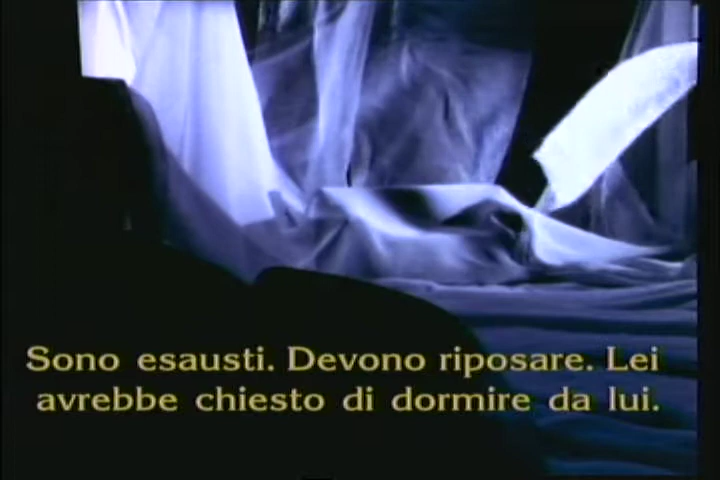 Sono esausti. Devono riposare. Lei
avrebbe chiesto di dormire da lui.